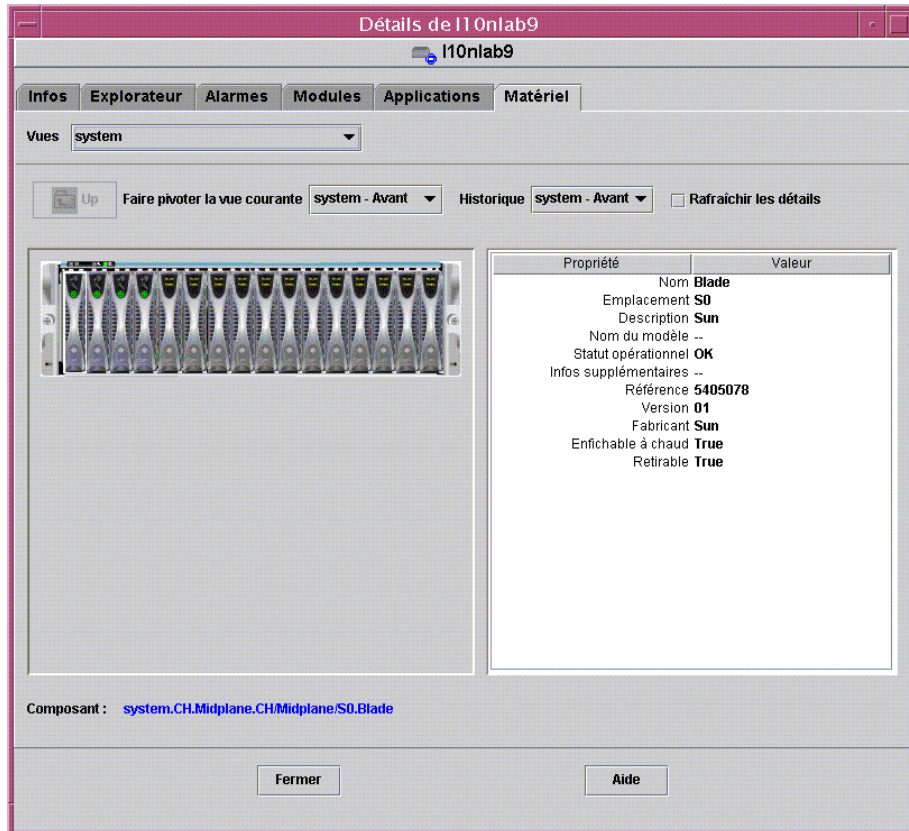 Détails de l10nlab9
l10nlab9
Infos Explorateur Alarmes Modules Applications Matériel
Vues system
Up Faire pivoter la vue courante system - Avant Historique system - Avant Rafraîchir les détails
Propriété Valeur
Nom Blade
Emplacement S0
Description Sun
Nom du modèle --
Statut opérationnel OK
Infos supplémentaires --
Référence 5405078
Version 01
Fabricant Sun
Enfichable à chaud True
Retirable True
Composant : system.CH.Midplane.CH/Midplane/S0.Blade
Fermer Aide